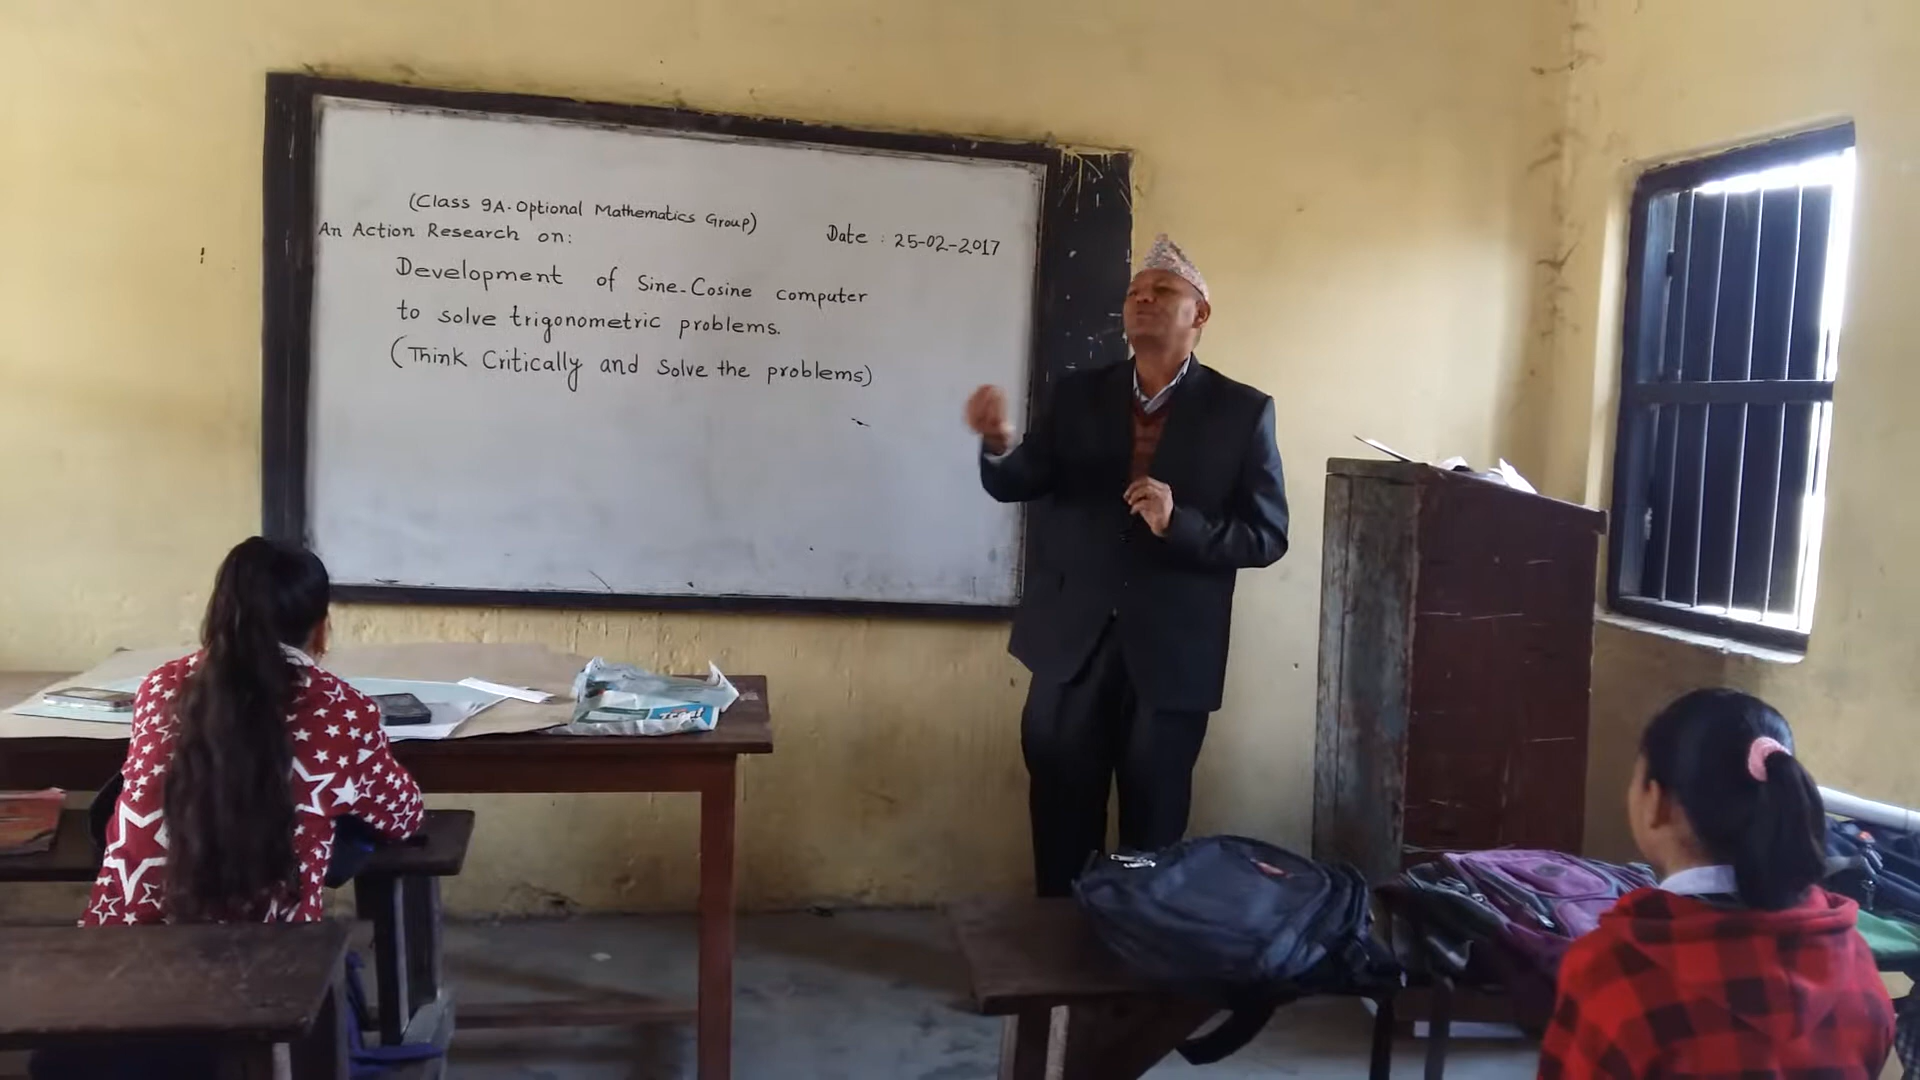 (Class 9A-Optional Mathematics Group)
An Action Research on:
Date : 25-02-2017
Development of Sine-Cosine computer
to solve trigonometric problems.
(Think Critically and Solve the problems)